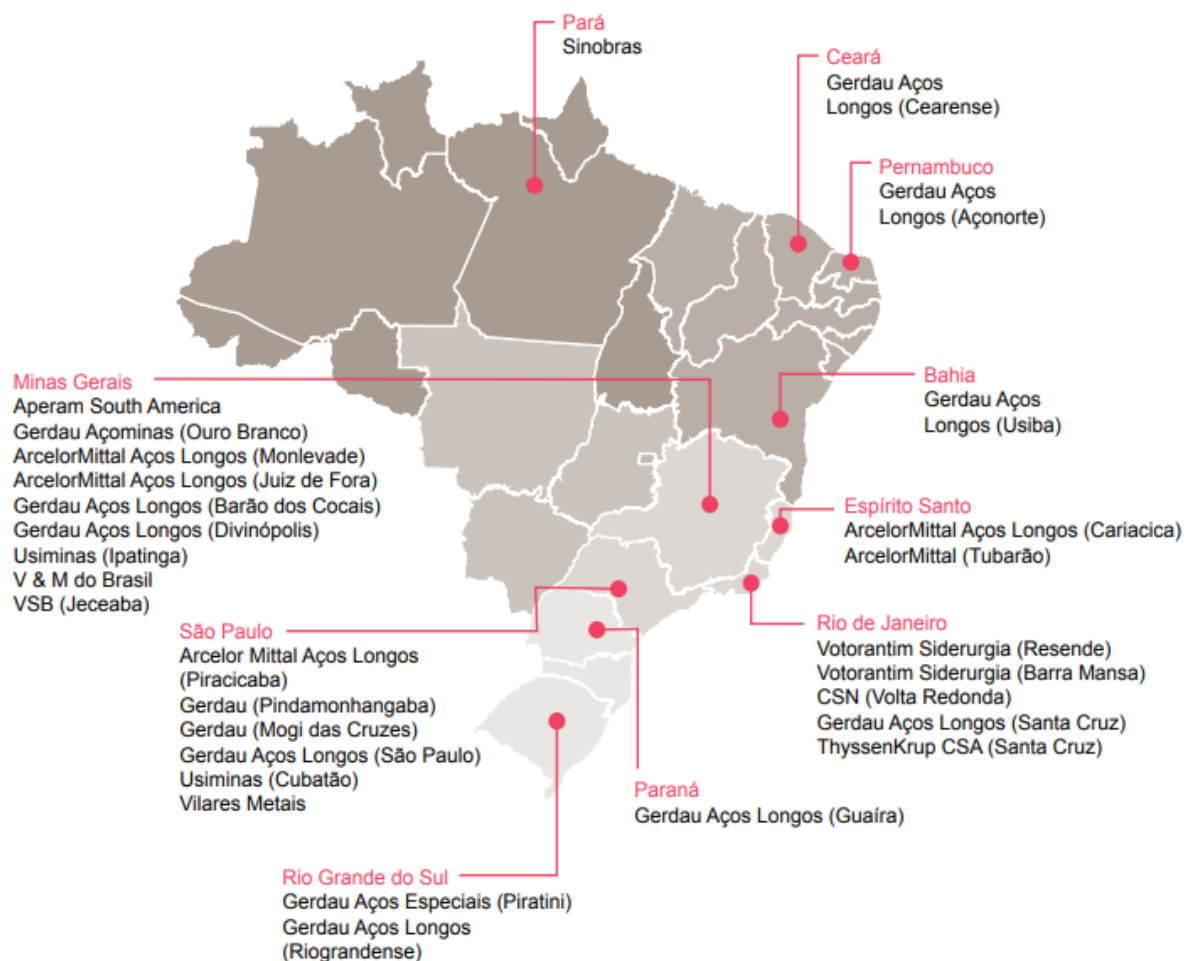 Pará
Sinobras
Ceará
Gerdau Aços
Longos (Cearense)
Pernambuco
Gerdau Aços
Longos (Açonorte)
Minas Gerais
Aperam South America
Gerdau Açominas (Ouro Branco)
ArcelorMittal Aços Longos (Monlevade)
ArcelorMittal Aços Longos (Juiz de Fora)
Gerdau Aços Longos (Barão dos Cocais)
Gerdau Aços Longos (Divinópolis)
Usiminas (Ipatinga)
V & M do Brasil
VSB (Jeceaba)
Bahia
Gerdau Aços
Longos (Usiba)
Espírito Santo
ArcelorMittal Aços Longos (Cariacica)
ArcelorMittal (Tubarão)
São Paulo
Arcelor Mittal Aços Longos
(Piracicaba)
Gerdau (Pindamonhangaba)
Gerdau (Mogi das Cruzes)
Gerdau Aços Longos (São Paulo)
Usiminas (Cubatão)
Vilares Metais
Rio de Janeiro
Votorantim Siderurgia (Resende)
Votorantim Siderurgia (Barra Mansa)
CSN (Volta Redonda)
Gerdau Aços Longos (Santa Cruz)
ThyssenKrup CSA (Santa Cruz)
Paraná
Gerdau Aços Longos (Guaíra)
Rio Grande do Sul
Gerdau Aços Especiais (Piratini)
Gerdau Aços Longos
(Riograndense)